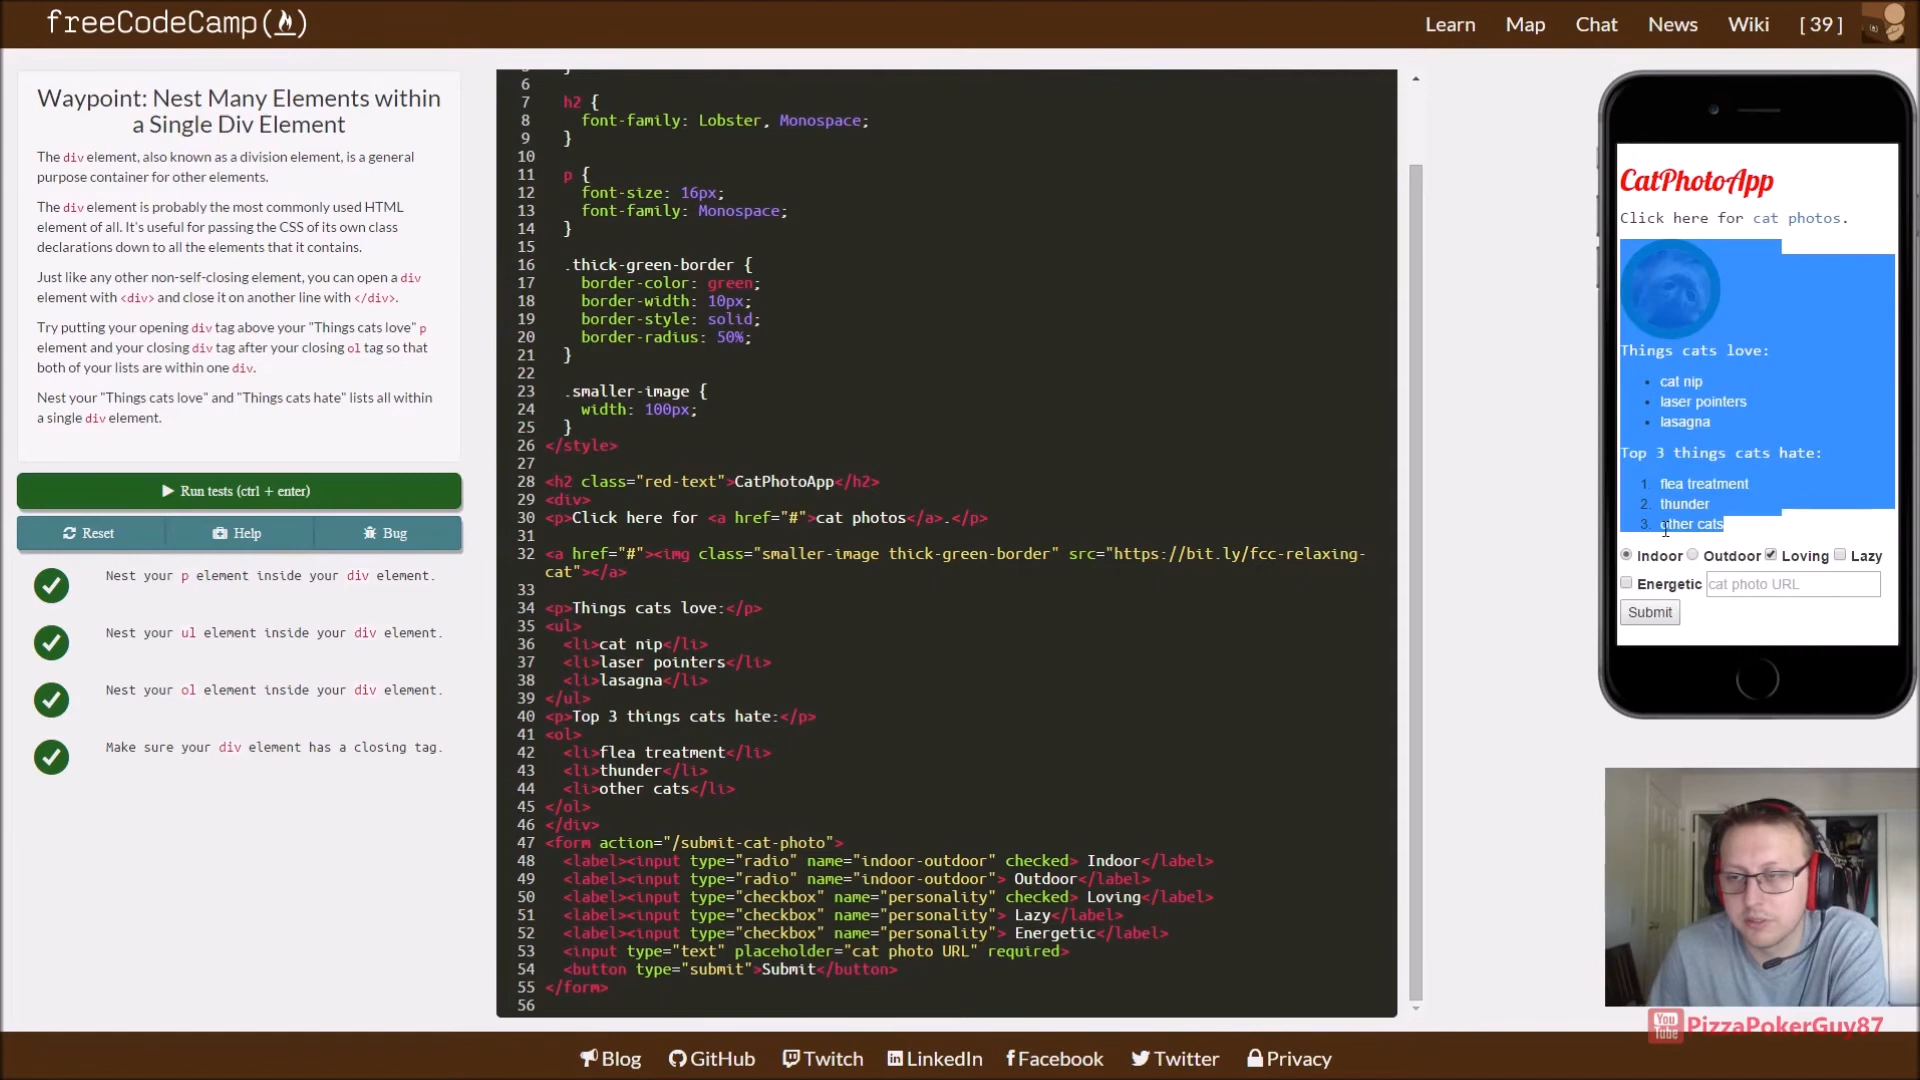 freeCodeCamp
Learn
Map
Chat
News
Wiki
[ 39 ]
Waypoint: Nest Many Elements within
a Single Div Element
The div element, also known as a division element, is a general
purpose container for other elements.
The div element is probably the most commonly used HTML
element of all. It's useful for passing the CSS of its own class
declarations down to all the elements that it contains.
Just like any other non-self-closing element, you can open a div
element with <div> and close it on another line with </div>.
Try putting your opening div tag above your "Things cats love" p
element and your closing div tag after your closing ol tag so that
both of your lists are within one div.
Nest your "Things cats love" and "Things cats hate" lists all within
a single div element.
Run tests (ctrl + enter)
Reset
Help
Bug
Nest your p element inside your div element.
Nest your ul element inside your div element.
Nest your ol element inside your div element.
Make sure your div element has a closing tag.
6
7 h2 {
8 font-family: Lobster, Monospace;
9 }
10
11 p {
12 font-size: 16px;
13 font-family: Monospace;
14 }
15
16 .thick-green-border {
17 border-color: green;
18 border-width: 10px;
19 border-style: solid;
20 border-radius: 50%;
21 }
22
23 .smaller-image {
24 width: 100px;
25 }
26 </style>
27
28 <h2 class="red-text">CatPhotoApp</h2>
29 <div>
30 <p>Click here for <a href="#">cat photos</a>.</p>
31
32 <a href="#"><img class="smaller-image thick-green-border" src="https://bit.ly/fcc-relaxing-
cat"></a>
33
34 <p>Things cats love:</p>
35 <ul>
36 <li>cat nip</li>
37 <li>laser pointers</li>
38 <li>lasagna</li>
39 </ul>
40 <p>Top 3 things cats hate:</p>
41 <ol>
42 <li>flea treatment</li>
43 <li>thunder</li>
44 <li>other cats</li>
45 </ol>
46 </div>
47 <form action="/submit-cat-photo">
48 <label><input type="radio" name="indoor-outdoor" checked> Indoor</label>
49 <label><input type="radio" name="indoor-outdoor"> Outdoor</label>
50 <label><input type="checkbox" name="personality" checked> Loving</label>
51 <label><input type="checkbox" name="personality"> Lazy</label>
52 <label><input type="checkbox" name="personality"> Energetic</label>
53 <input type="text" placeholder="cat photo URL" required>
54 <button type="submit">Submit</button>
55 </form>
56
CatPhotoApp
Click here for cat photos.
Things cats love:
cat nip
laser pointers
lasagna
Top 3 things cats hate:
1. flea treatment
2. thunder
3. other cats
Indoor Outdoor Loving Lazy
Energetic cat photo URL
Submit
You Tube PizzaPokerGuy87
Blog
GitHub
Twitch
LinkedIn
Facebook
Twitter
Privacy